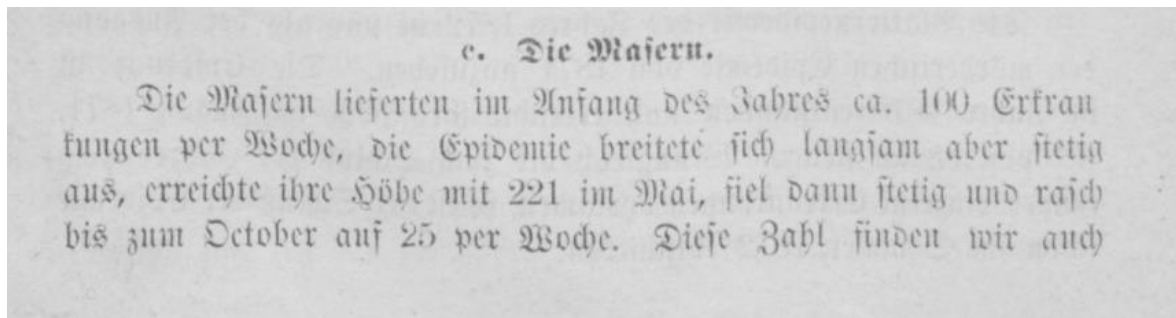 c. Die Masern.
Die Masern lieferten im Anfang des Jahres ca. 100 Erkran
kungen per Woche, die Epidemie breitete sich langsam aber stetig
aus, erreichte ihre Höhe mit 221 im Mai, fiel dann stetig und rasch
bis zum October auf 25 per Woche. Diese Zahl finden wir auch